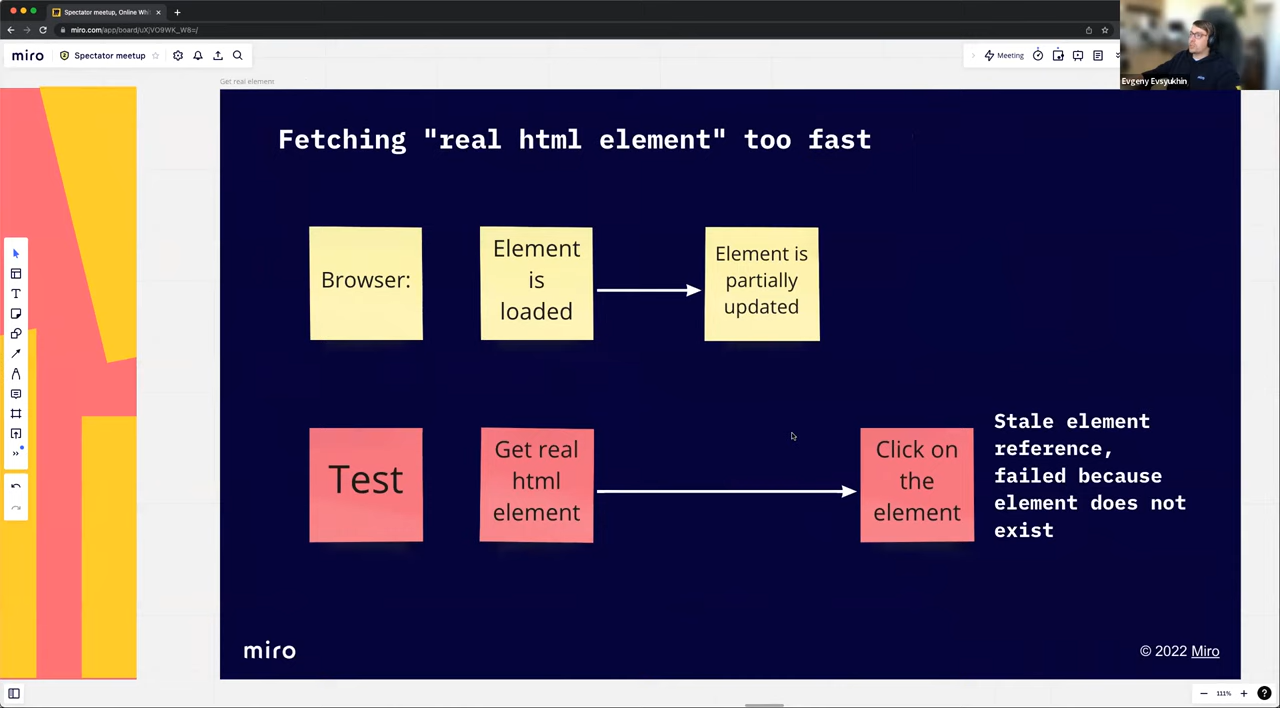 Spectator meetup, Online Whi
miro.com/app/board/uXjVO9WK_W8=/
miro
Spectator meetup
Meeting
Evgeny Evsyukhin
Get real element
Fetching "real html element" too fast
Browser:
Element
is
loaded
Element is
partially
updated
Test
Get real
html
element
Click on
the
element
Stale element
reference,
failed because
element does not
exist
miro
© 2022 Miro
111%